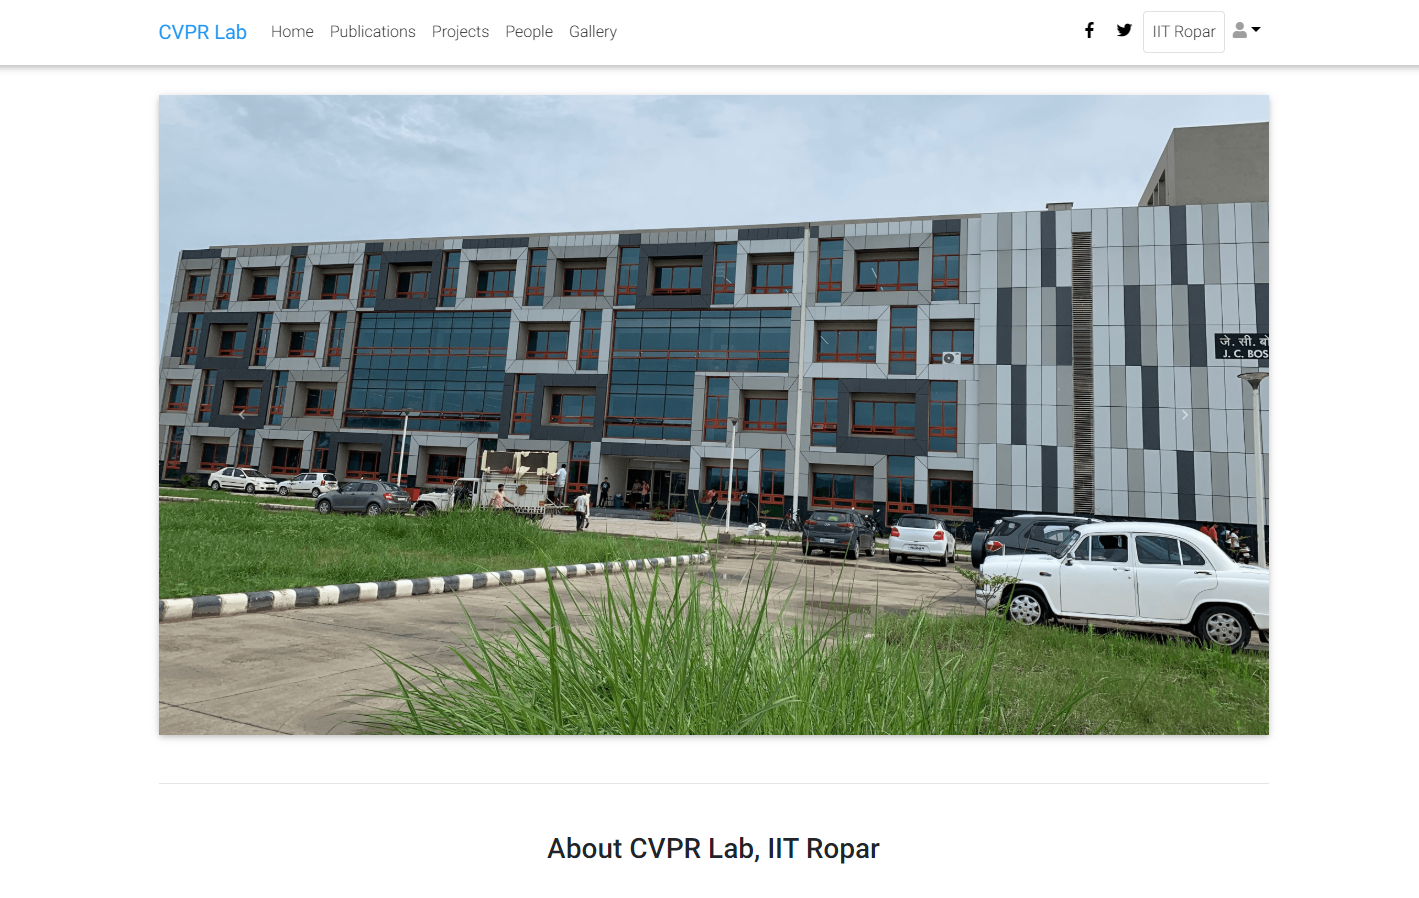 CVPR Lab Home Publications Projects People Gallery IIT Ropar
जे. सी. बो
J. C. BOS
About CVPR Lab, IIT Ropar